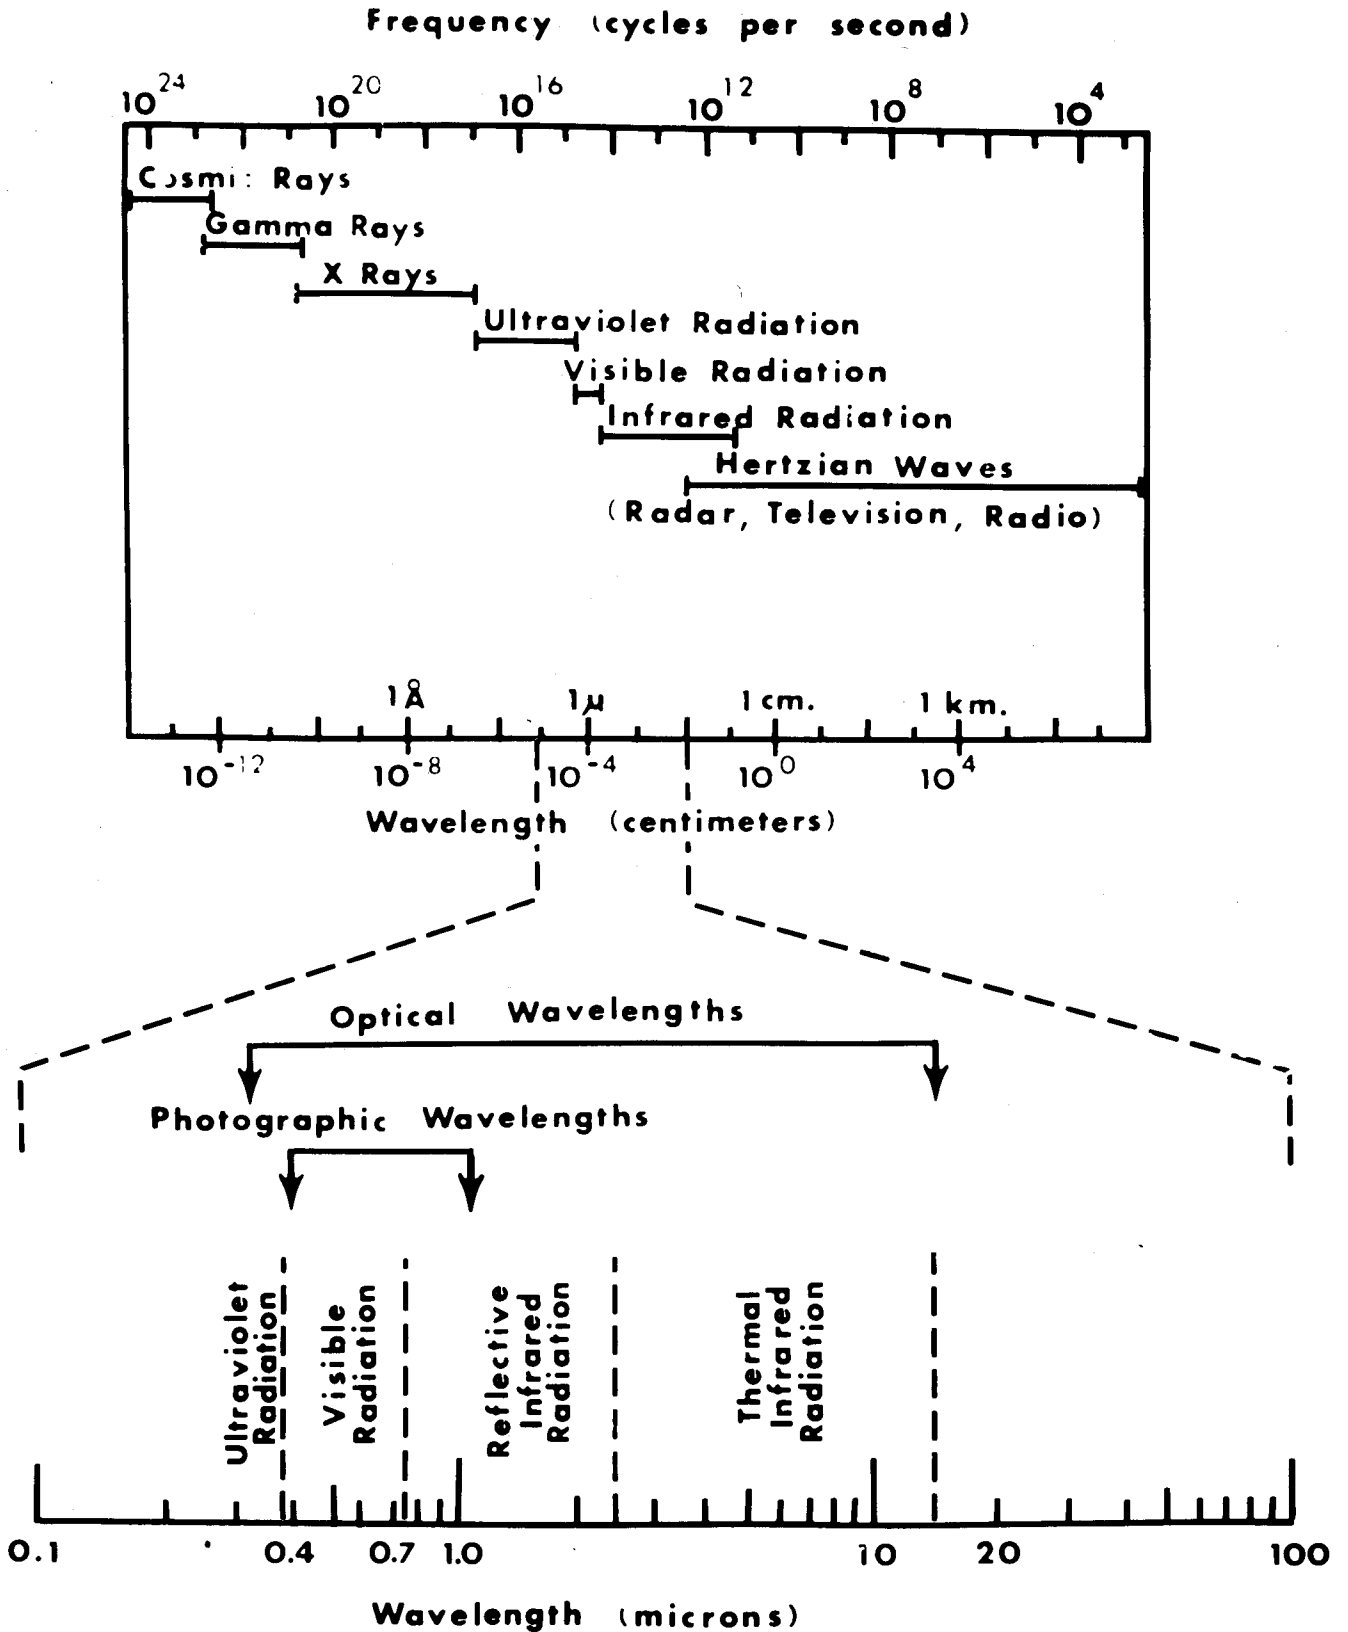 Frequency (cycles per second)
10^24 10^20 10^16 10^12 10^8 10^4
Rays
Gamma Rays
X Rays
Ultraviolet Radiation
Visible Radiation
Infrared Radiation
Hertzian Waves
(Radar, Television, Radio)
1Å 1μ 1 cm. 1 km.
10^-12 10^-8 10^-4 10^0 10^4
Wavelength (centimeters)
Optical Wavelengths
Photographic Wavelengths
Ultraviolet
Radiation
Visible
Radiation
Reflective
Infrared
Radiation
Thermal
Infrared
Radiation
0.1 0.4 0.7 1.0 10 20 100
Wavelength (microns)